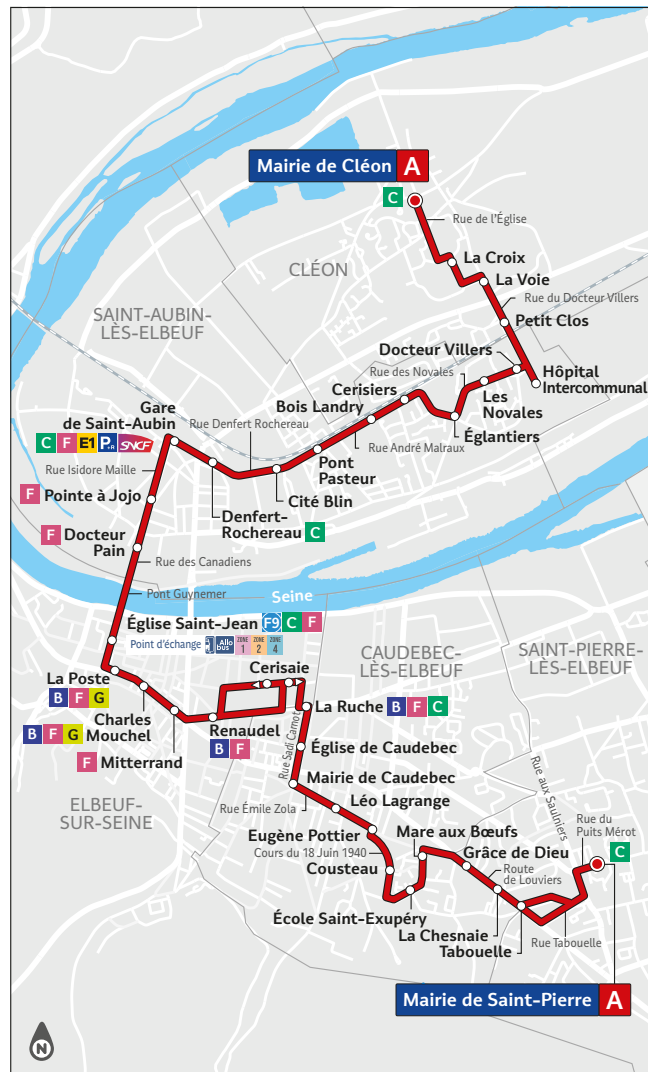 Mairie de Cléon A
C
Rue de l'Église
La Croix
CLÉON
La Voie
Rue du Docteur Villers
SAINT-AUBIN-
LÈS-ELBEUF
Petit Clos
Docteur Villers
Rue des Novales
Hôpital
Intercommunal
Cerisiers
Les
Novales
Bois Landry
Gare
de Saint-Aubin
Rue Denfert Rochereau
Églantiers
C F E1 P+R SNCF
Rue André Malraux
Pont
Pasteur
Rue Isidore Maille
F Pointe à Jojo
Cité Blin
Denfert-
Rochereau C
F Docteur
Pain
Rue des Canadiens
Pont Guynemer
Seine
Église Saint-Jean F9 C F
Point d'échange Allo bus ZONE 1 ZONE 2 ZONE 4
CAUDEBEC-
LÈS-ELBEUF
SAINT-PIERRE-
LÈS-ELBEUF
La Poste
B F G
Cerisaie
La Ruche B F C
Charles
Mouchel
B F G
Renaudel
B F
Rue Sadi Carnot
Église de Caudebec
F Mitterrand
Mairie de Caudebec
ELBEUF-
SUR-SEINE
Rue Émile Zola
Léo Lagrange
Rue aux Saulniers
Rue du
Puits Mérot
Eugène Pottier
Mare aux Bœufs
C
Cours du 18 Juin 1940
Grâce de Dieu
Cousteau
Route
de Louviers
École Saint-Exupéry
La Chesnaie
Tabouelle
Rue Tabouelle
Mairie de Saint-Pierre A
N